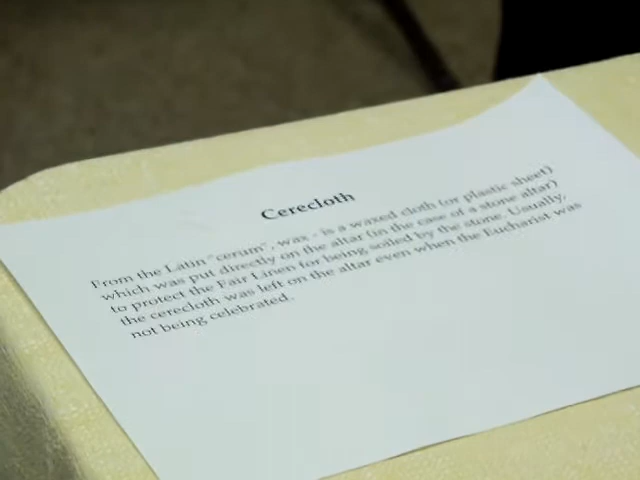 Cerecloth
From the Latin "cerum", was - is a waxed cloth (or plastic sheet)
which was put directly on the altar (in the case of a stone altar)
to protect the Fair Linen for being soiled by the stone. Usually,
the cerecloth was left on the altar even when the Eucharist was
not being celebrated.